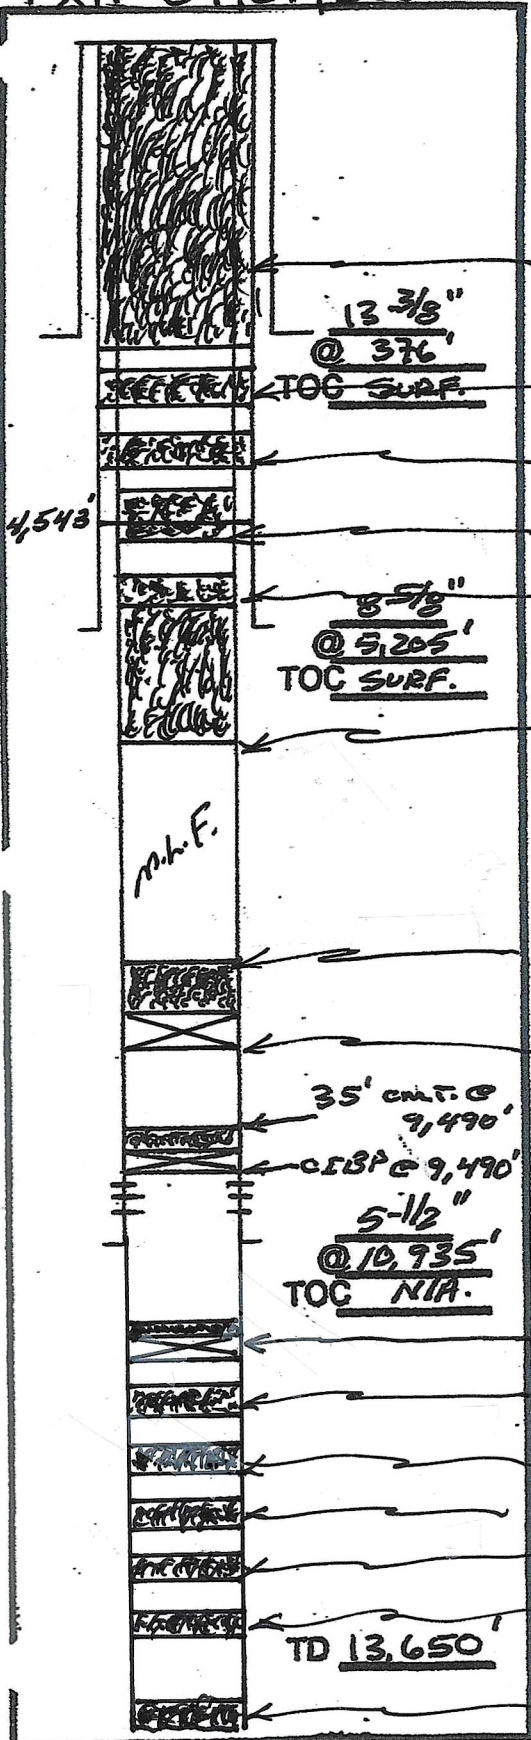 13 3/8"
@ 376'
TOC SURF.
4,543'
8 5/8"
@ 5,205'
TOC SURF.
M.L.F.
35' CMT. @
9,490'
CIBP @ 9,490'
5-1/2"
@ 10,935'
TOC N/A.
TD 13,650'